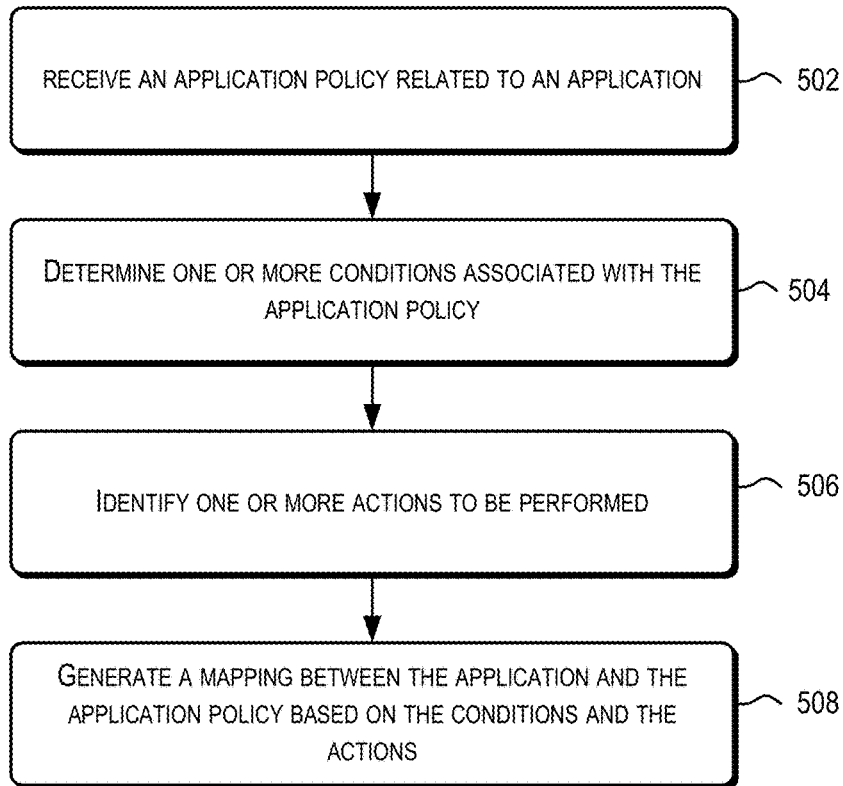 RECEIVE AN APPLICATION POLICY RELATED TO AN APPLICATION
502
DETERMINE ONE OR MORE CONDITIONS ASSOCIATED WITH THE
APPLICATION POLICY
504
IDENTIFY ONE OR MORE ACTIONS TO BE PERFORMED
506
GENERATE A MAPPING BETWEEN THE APPLICATION AND THE
APPLICATION POLICY BASED ON THE CONDITIONS AND THE
ACTIONS
508